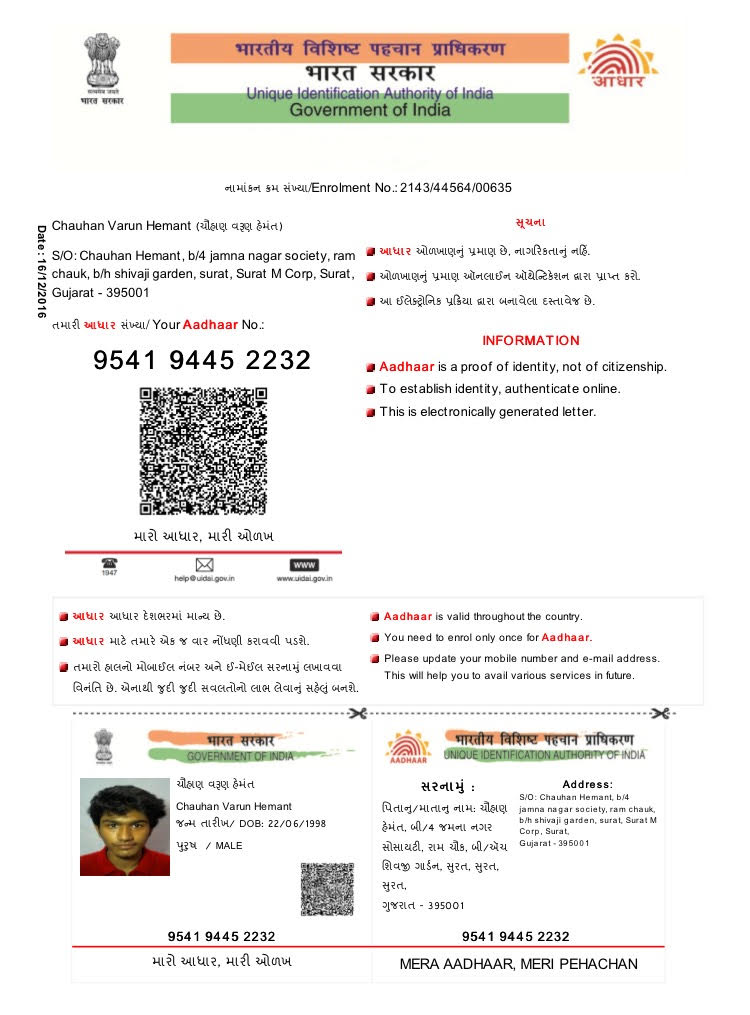 भारतीय विशिष्ट पहचान प्राधिकरण
भारत सरकार
Unique Identification Authority of India
Government of India
सत्यमेव जयते
भारत सरकार
आधार
નામાંકન ક્રમ સંખ્યા/Enrolment No.: 2143/44564/00635
Date : 16/12/2016
Chauhan Varun Hemant (ચૌહાણ વરૂણ હેમંત)
S/O: Chauhan Hemant, b/4 jamna nagar society, ram
chauk, b/h shivaji garden, surat, Surat M Corp, Surat,
Gujarat - 395001
તમારી આધાર સંખ્યા/ Your Aadhaar No.:
9541 9445 2232
મારો આધાર, મારી ઓળખ
1947
help@uidai.gov.in
www
www.uidai.gov.in
સૂચના
આધાર ઓળખાણનું પ્રમાણ છે, નાગરિકતાનું નહિં.
ઓળખાણનું પ્રમાણ ઑનલાઈન ઑથેન્ટિકેશન દ્વારા પ્રાપ્ત કરો.
આ ઈલેક્ટ્રોનિક પ્રક્રિયા દ્વારા બનાવેલા દસ્તાવેજ છે.
INFORMATION
Aadhaar is a proof of identity, not of citizenship.
To establish identity, authenticate online.
This is electronically generated letter.
આધાર આધાર દેશભરમાં માન્ય છે.
આધાર માટે તમારે એક જ વાર નોંધણી કરાવવી પડશે.
તમારો હાલનો મોબાઈલ નંબર અને ઈ-મેઈલ સરનામું લખાવવા
વિનંતિ છે. એનાથી જુદી જુદી સવલતોનો લાભ લેવાનું સહેલું બનશે.
Aadhaar is valid throughout the country.
You need to enrol only once for Aadhaar.
Please update your mobile number and e-mail address.
This will help you to avail various services in future.
भारत सरकार
GOVERNMENT OF INDIA
ચૌહાણ વરૂણ હેમંત
Chauhan Varun Hemant
જન્મ તારીખ/ DOB: 22/06/1998
પુરુષ / MALE
9541 9445 2232
મારો આધાર, મારી ઓળખ
AADHAAR
भारतीय विशिष्ट पहचान प्राधिकरण
UNIQUE IDENTIFICATION AUTHORITY OF INDIA
સરનામું :
પિતાનુ/માતાનુ નામ: ચૌહાણ
હેમંત, બી/4 જમના નગર
સોસાયટી, રામ ચૌક, બી/એચ
શિવજી ગાર્ડન, સુરત, સુરત,
સુરત,
ગુજરાત - 395001
Address:
S/O: Chauhan Hemant, b/4
jamna nagar society, ram chauk,
b/h shivaji garden, surat, Surat M
Corp, Surat,
Gujarat - 395001
9541 9445 2232
MERA AADHAAR, MERI PEHACHAN